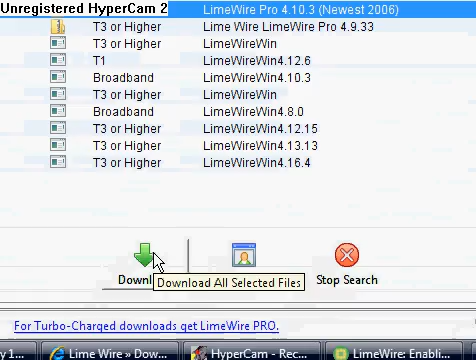 Unregistered HyperCam 2
LimeWire Pro 4.10.3 (Newest 2006)
T3 or Higher Lime Wire LimeWire Pro 4.9.33
T3 or Higher LimeWireWin
T1 LimeWireWin4.12.6
Broadband LimeWireWin4.10.3
T3 or Higher LimeWireWin
Broadband LimeWireWin4.8.0
T3 or Higher LimeWireWin4.12.15
T3 or Higher LimeWireWin4.13.13
T3 or Higher LimeWireWin4.16.4
Downl
Download All Selected Files
Stop Search
For Turbo-Charged downloads get LimeWire PRO.
y 1...
Lime Wire » Dow...
HyperCam - Rec...
LimeWire: Enabli...